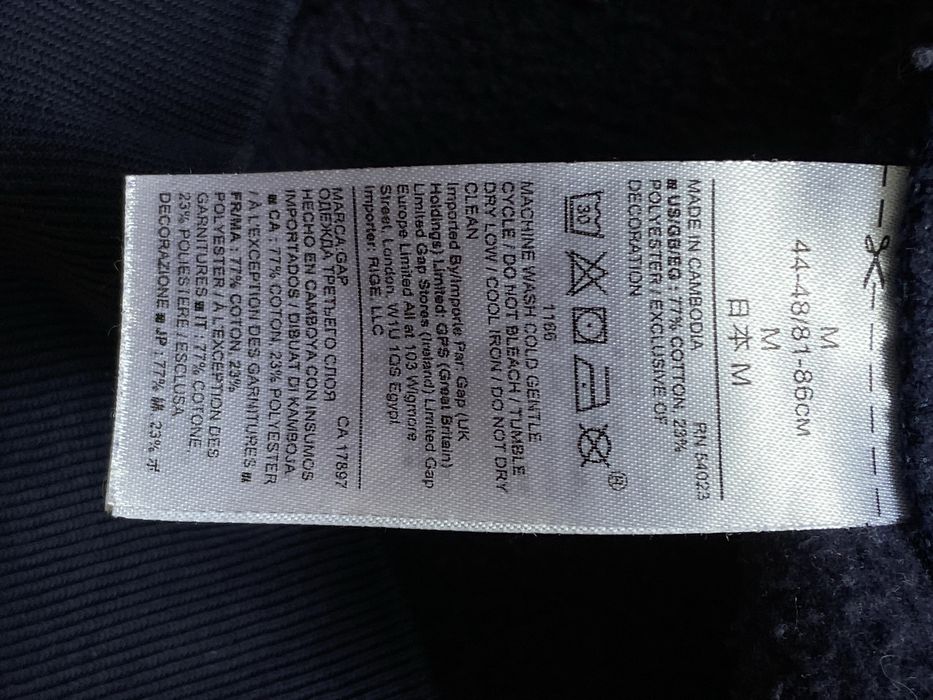 M
44-48/81-86CM
M
日本 M
MADE IN CAMBODIA RN 54023
US/GB/EG : 77% COTTON, 23%
POLYESTER / EXCLUSIVE OF
DECORATION
30
1166
MACHINE WASH COLD GENTLE
CYCLE / DO NOT BLEACH / TUMBLE
DRY LOW / COOL IRON / DO NOT DRY
CLEAN
Imported By/Importé Par: Gap (UK
Holdings) Limited: GPS (Great Britain)
Limited Gap Stores (Ireland) Limited Gap
Europe Limited All at 103 Wigmore
Street, London. W1U 1QS Egypt
Importer: RIGE LLC
MARCA GAP CA 17897
ОДЕЖДА ТРЕТЬЕГО СЛОЯ
HECHO EN CAMBOYA CON INSUMOS
IMPORTADOS DIBUAT DI KAMBOJA
CA : 77% COTON, 23% POLYESTER
/ À L'EXCEPTION DES GARNITURES
FR/MA : 77% COTON, 23%
POLYESTER / À L'EXCEPTION DES
GARNITURES IT : 77% COTONE,
23% POLIESTERE / ESCLUSA
DECORAZIONE JP : 77% 綿, 23% ポ